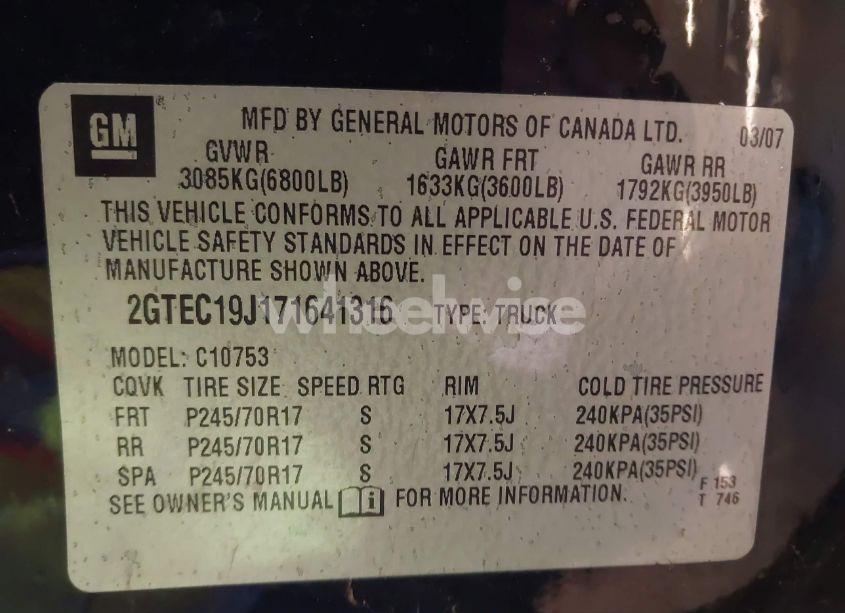 GM
MFD BY GENERAL MOTORS OF CANADA LTD. 03/07
GVWR GAWR FRT GAWR RR
3085KG(6800LB) 1633KG(3600LB) 1792KG(3950LB)
THIS VEHICLE CONFORMS TO ALL APPLICABLE U.S. FEDERAL MOTOR
VEHICLE SAFETY STANDARDS IN EFFECT ON THE DATE OF
MANUFACTURE SHOWN ABOVE.
2GTEC19J171641316 TYPE: TRUCK
wheelwise
MODEL: C10753
CQVK TIRE SIZE SPEED RTG RIM COLD TIRE PRESSURE
FRT P245/70R17 S 17X7.5J 240KPA(35PSI)
RR P245/70R17 S 17X7.5J 240KPA(35PSI)
SPA P245/70R17 S 17X7.5J 240KPA(35PSI)
SEE OWNER'S MANUAL i FOR MORE INFORMATION.
F 153
T 746